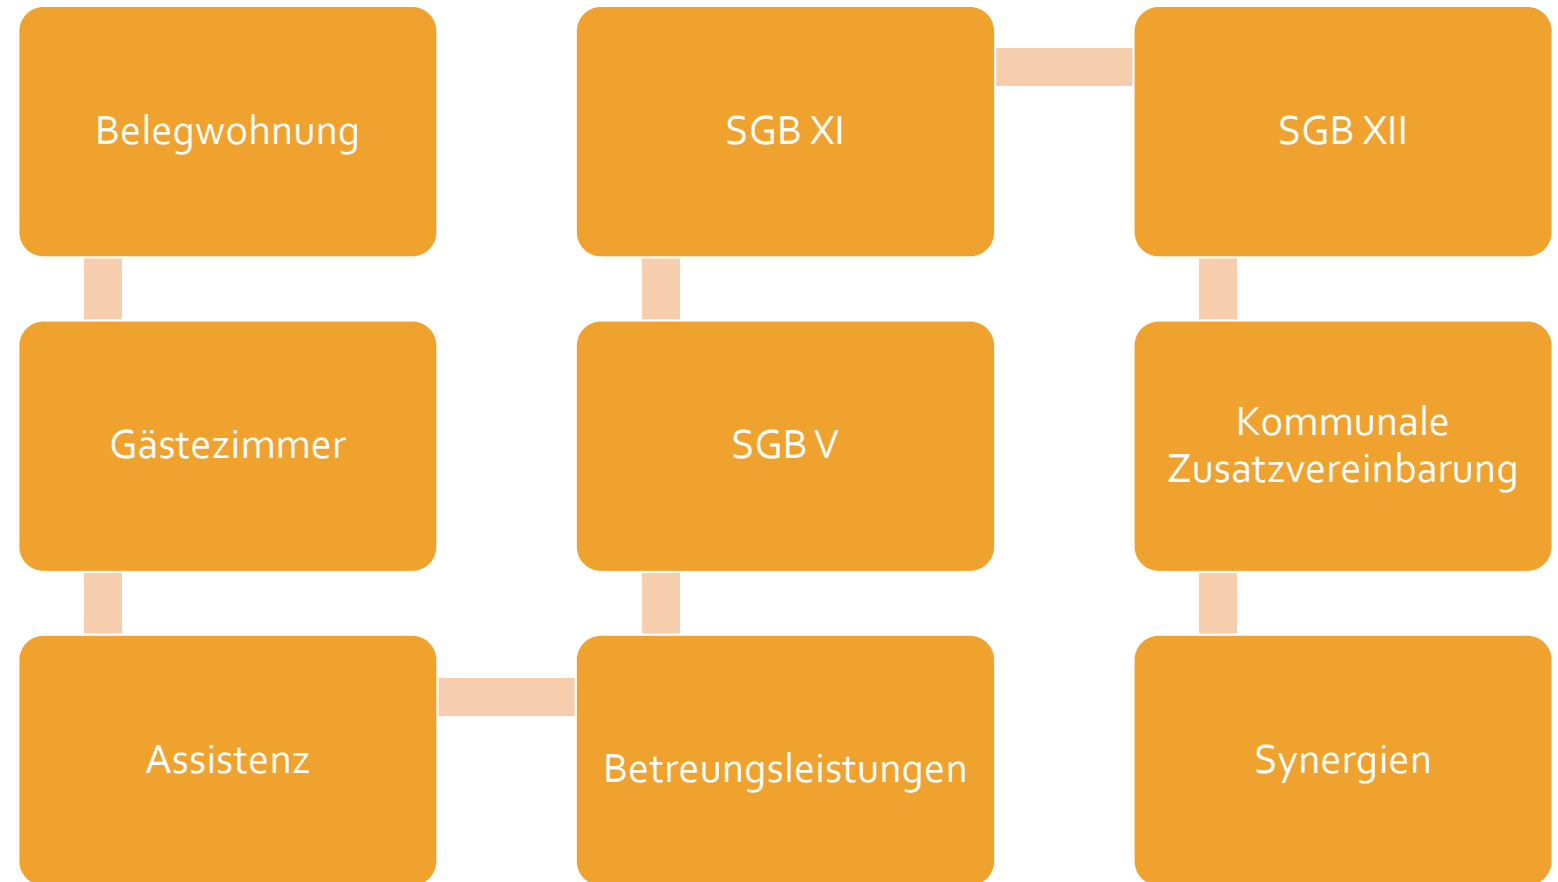 Belegwohnung
Gästezimmer
Assistenz
Betreungsleistungen
SGB V
SGB XI
SGB XII
Kommunale
Zusatzvereinbarung
Synergien